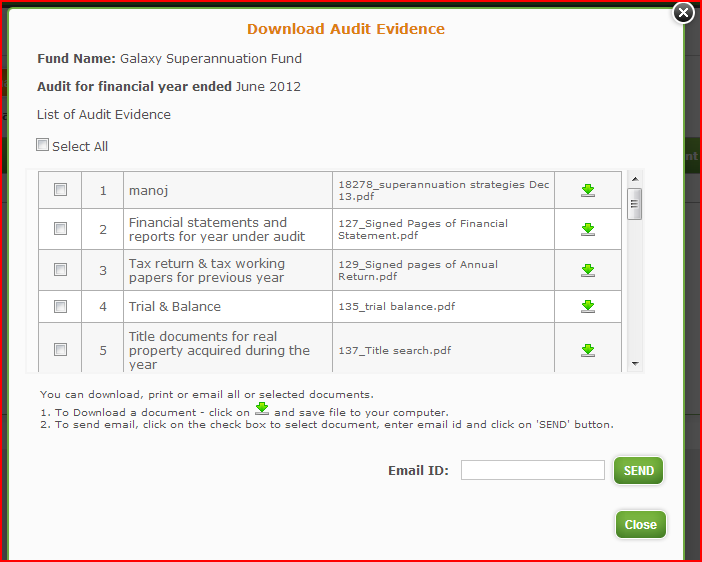 Download Audit Evidence
Fund Name: Galaxy Superannuation Fund
Audit for financial year ended June 2012
List of Audit Evidence
Select All
1 manoj 18278_superannuation strategies Dec
13.pdf
2 Financial statements and
reports for year under audit 127_Signed Pages of Financial
Statement.pdf
3 Tax return & tax working
papers for previous year 129_Signed pages of Annual
Return.pdf
4 Trial & Balance 135_trial balance.pdf
5 Title documents for real
property acquired during the
year 137_Title search.pdf
You can download, print or email all or selected documents.
1. To Download a document - click on and save file to your computer.
2. To send email, click on the check box to select document, enter email id and click on 'SEND' button.
Email ID: SEND
Close